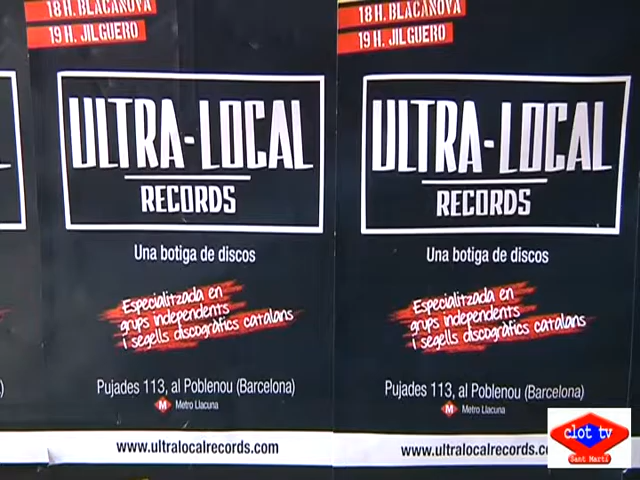 18 H. BLACANOVA
19 H. JILGUERO
ULTRA-LOCAL
RECORDS
Una botiga de discos
Especialitzada en
grups independents
i segells discogràfics catalans
Pujades 113, al Poblenou (Barcelona)
M Metro Llacuna
www.ultralocalrecords.com
18 H. BLACANOVA
19 H. JILGUERO
ULTRA-LOCAL
RECORDS
Una botiga de discos
Especialitzada en
grups independents
i segells discogràfics catalans
Pujades 113, al Poblenou (Barcelona)
M Metro Llacuna
www.ultralocalrecords.c
clot tv
Sant Martí